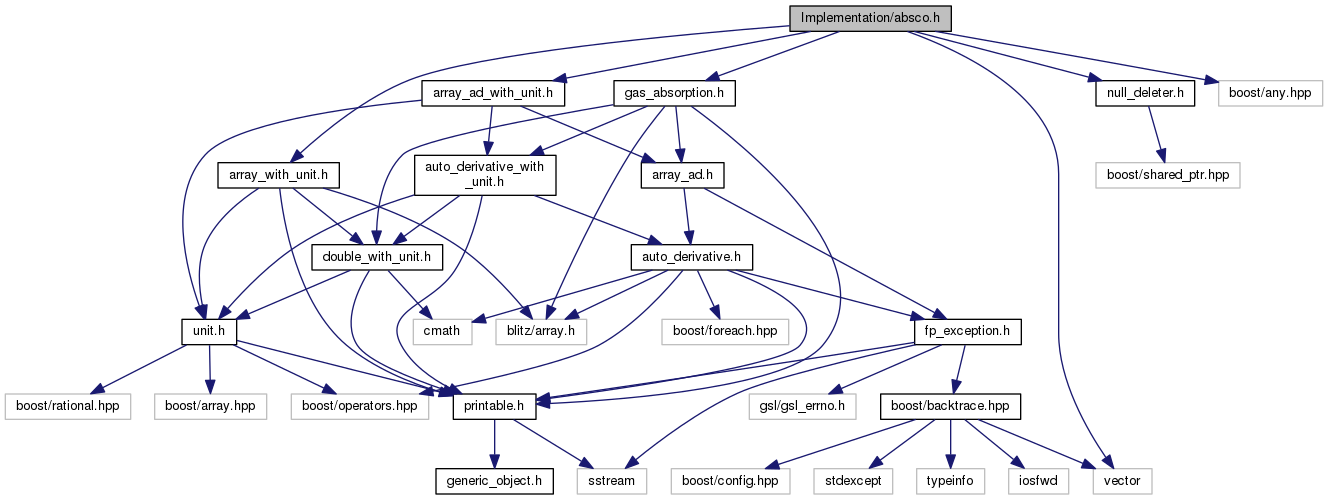 Implementation/absco.h
array_ad_with_unit.h
gas_absorption.h
null_deleter.h
boost/any.hpp
array_with_unit.h
auto_derivative_with
_unit.h
array_ad.h
boost/shared_ptr.hpp
double_with_unit.h
auto_derivative.h
unit.h
cmath
blitz/array.h
boost/foreach.hpp
fp_exception.h
boost/rational.hpp
boost/array.hpp
boost/operators.hpp
printable.h
gsl/gsl_errno.h
boost/backtrace.hpp
generic_object.h
sstream
boost/config.hpp
stdexcept
typeinfo
iosfwd
vector